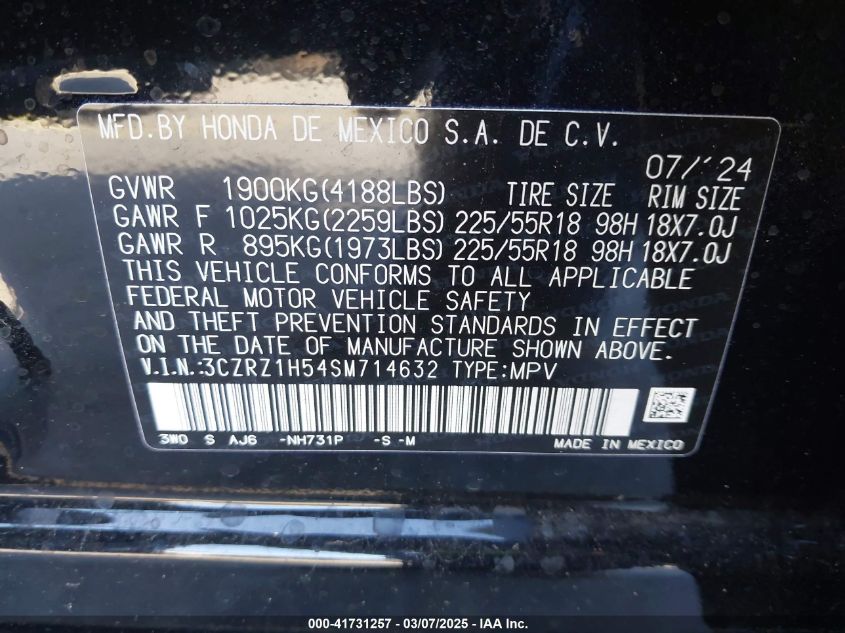 MFD.BY HONDA DE MEXICO S.A. DE C.V.
07/'24
GVWR 1900KG(4188LBS) TIRE SIZE RIM SIZE
GAWR F 1025KG(2259LBS) 225/55R18 98H 18X7.0J
GAWR R 895KG(1973LBS) 225/55R18 98H 18X7.0J
THIS VEHICLE CONFORMS TO ALL APPLICABLE
FEDERAL MOTOR VEHICLE SAFETY
AND THEFT PREVENTION STANDARDS IN EFFECT
ON THE DATE OF MANUFACTURE SHOWN ABOVE.
V.I.N.:3CZRZ1H54SM714632 TYPE:MPV
3W0 S AJ6 -NH731P -S -M MADE IN MEXICO
000-41731257 - 03/07/2025 - IAA Inc.